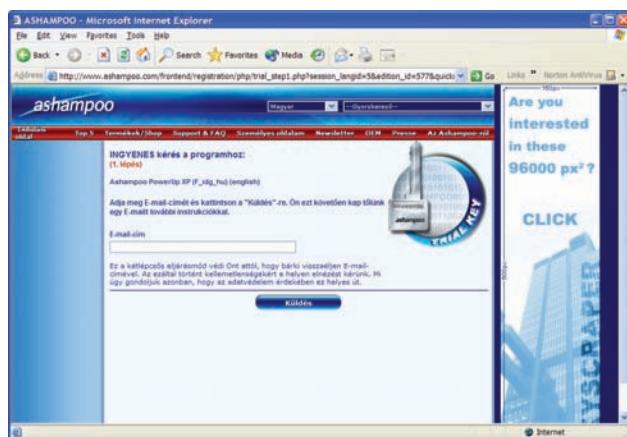 ASHAMPOO - Microsoft Internet Explorer
File Edit View Favorites Tools Help
Back Search Favorites Media
Address http://www.ashampoo.com/frontend/registration/php/trial_step1.php?session_langid=5&edition_id=577&quickc Go Links Norton AntiVirus
ashampoo
Magyar --Gyorskereső--
Top 5 Termékek/Shop Support & FAQ Személyes oldalam Newsletter OEM Presse Az Ashampoo-ról
INGYENES kérés a programhoz:
(1. lépés)
Ashampoo PowerUp XP (F_idg_hu) (english)
Adja meg E-mail-címét és kattintson a "Küldés"-re. Ön ezt követően kap tőlünk
egy E-mailt további instrukciókkal.
E-mail-cím
Ez a kétlépcsős eljárásmód védi Önt attól, hogy bárki visszaéljen E-mail-
címével. Az ezáltal történt kellemetlenségekért a helyen elnézést kérünk. Mi
úgy gondoljuk azonban, hogy az adatvédelem érdekében ez helyes út.
Küldés
ashampoo
TRIAL KEY
Are you
interested
in these
96000 px²?
CLICK
SKYSCRAPER
Internet